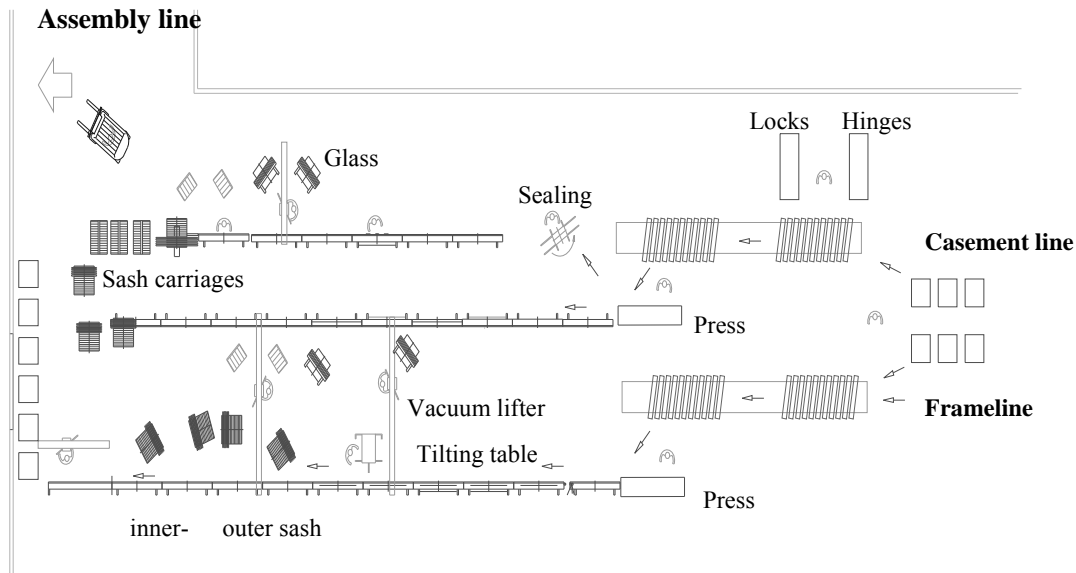 Assembly line
Locks Hinges
Glass
Sealing
Casement line
Sash carriages
Press
Vacuum lifter
Frameline
Tilting table
Press
inner- outer sash